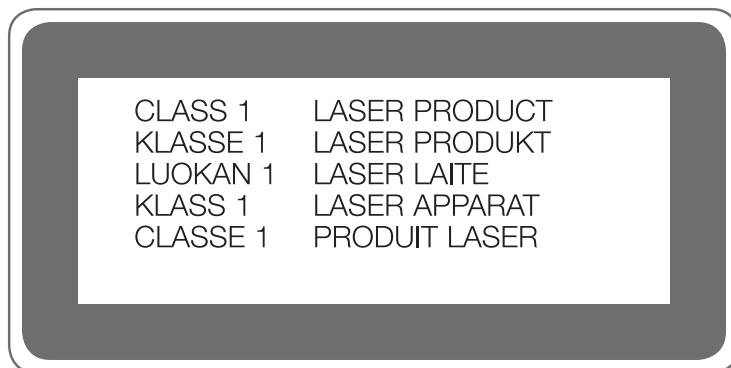 CLASS 1 LASER PRODUCT
KLASSE 1 LASER PRODUKT
LUOKAN 1 LASER LAITE
KLASS 1 LASER APPARAT
CLASSE 1 PRODUIT LASER